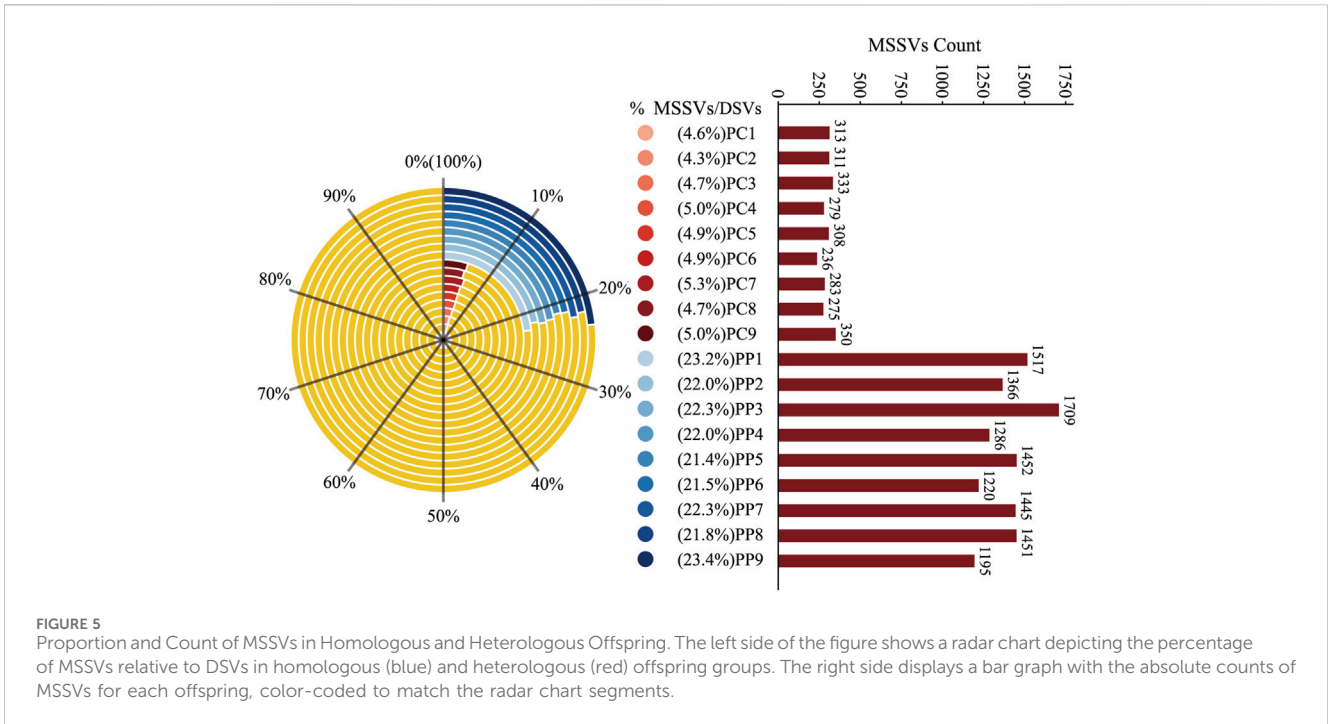 MSSVs Count
0 250 500 750 1000 1250 1500 1750
% MSSVs/DSVs
(4.6%)PC1 313
(4.3%)PC2 311
(4.7%)PC3 333
(5.0%)PC4 279
(4.9%)PC5 308
(4.9%)PC6 236
(5.3%)PC7 283
(4.7%)PC8 275
(5.0%)PC9 350
(23.2%)PP1 1517
(22.0%)PP2 1366
(22.3%)PP3 1709
(22.0%)PP4 1286
(21.4%)PP5 1452
(21.5%)PP6 1220
(22.3%)PP7 1445
(21.8%)PP8 1451
(23.4%)PP9 1195
0%(100%)
10%
20%
30%
40%
50%
60%
70%
80%
90%
FIGURE 5
Proportion and Count of MSSVs in Homologous and Heterologous Offspring. The left side of the figure shows a radar chart depicting the percentage
of MSSVs relative to DSVs in homologous (blue) and heterologous (red) offspring groups. The right side displays a bar graph with the absolute counts of
MSSVs for each offspring, color-coded to match the radar chart segments.